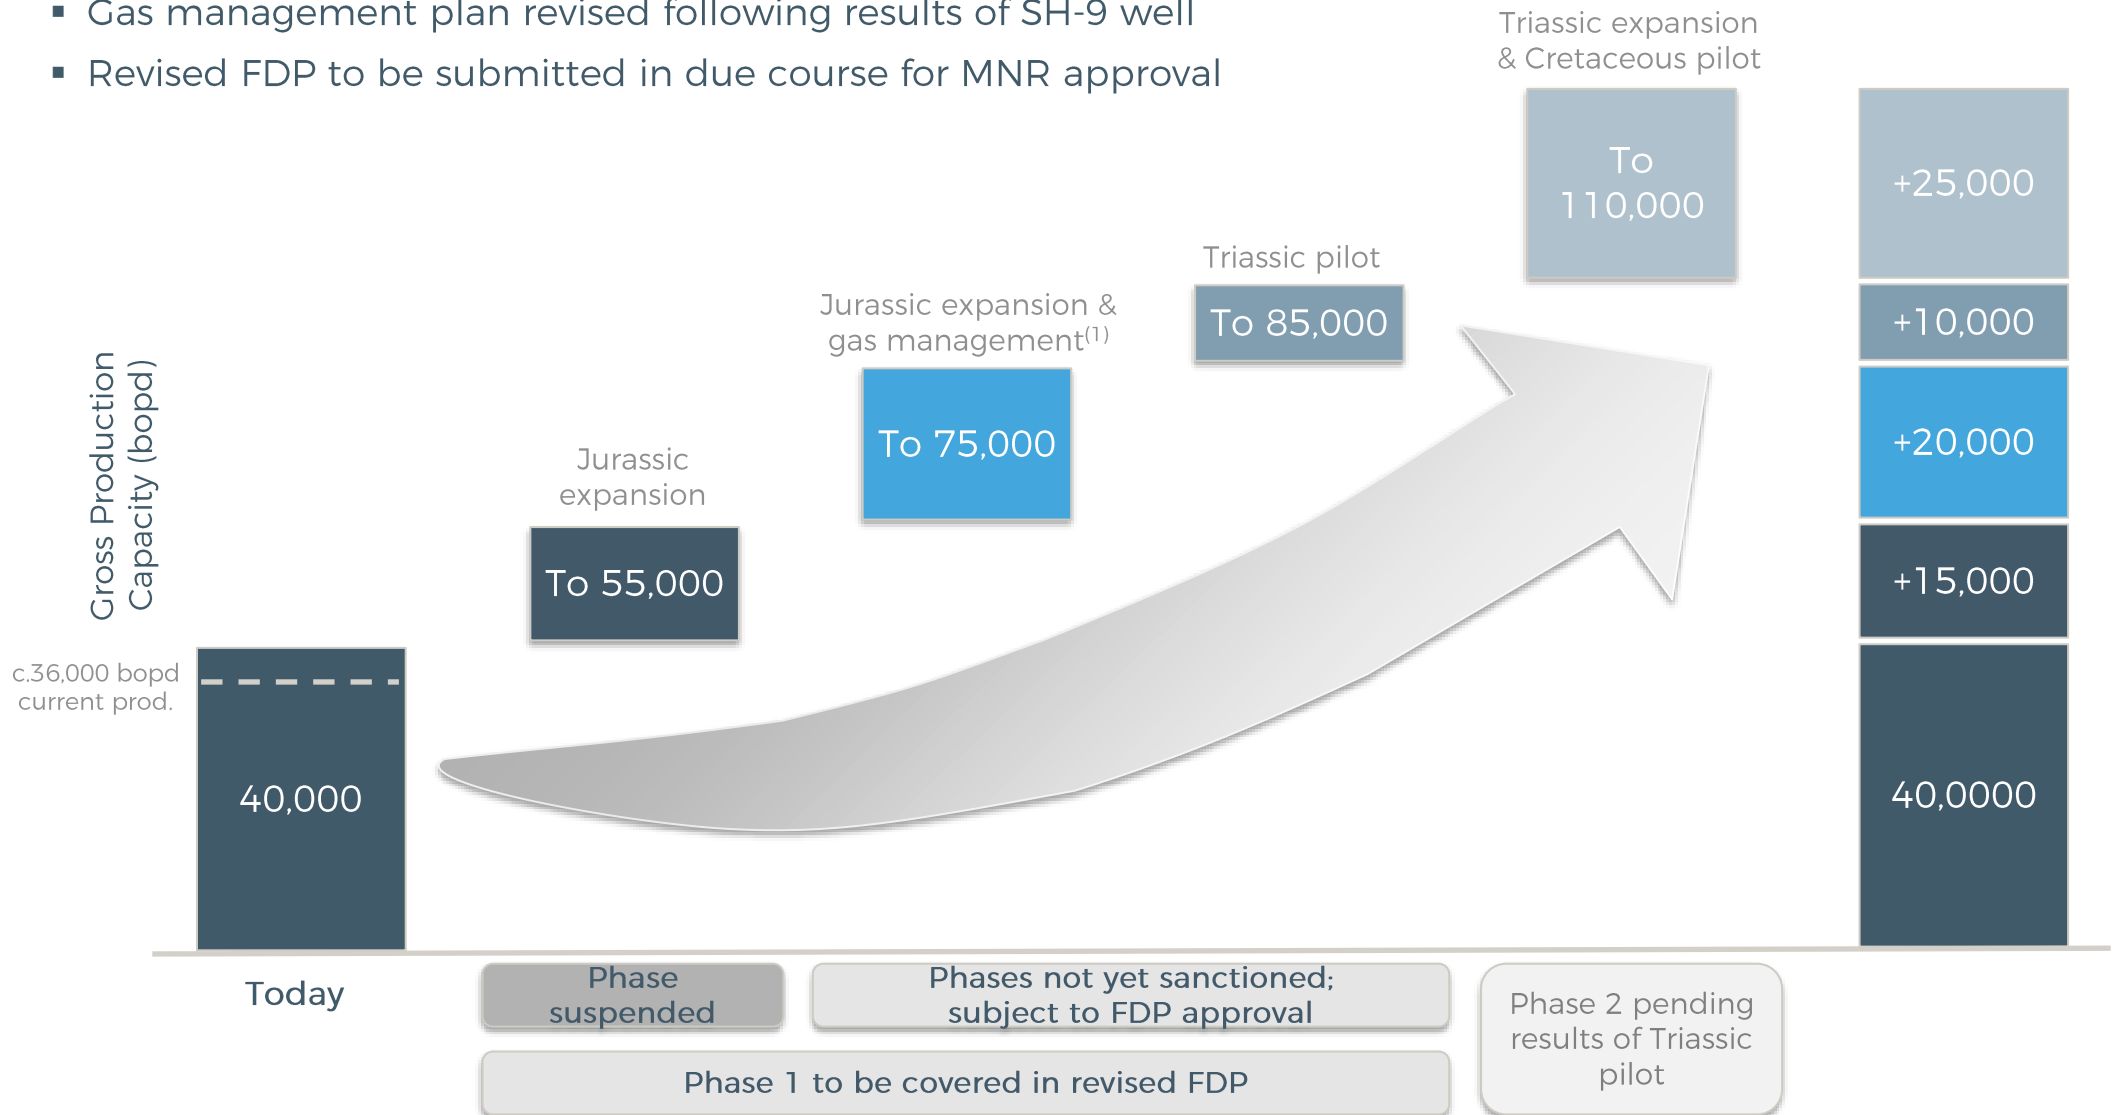 ▪ Gas management plan revised following results of SH-9 well
▪ Revised FDP to be submitted in due course for MNR approval
Triassic expansion
& Cretaceous pilot
To
110,000
+25,000
Triassic pilot
To 85,000
+10,000
Jurassic expansion &
gas management(1)
To 75,000
+20,000
Jurassic
expansion
To 55,000
+15,000
Gross Production
Capacity (bopd)
c.36,000 bopd
current prod.
40,000
40,0000
Today
Phase
suspended
Phases not yet sanctioned;
subject to FDP approval
Phase 2 pending
results of Triassic
pilot
Phase 1 to be covered in revised FDP